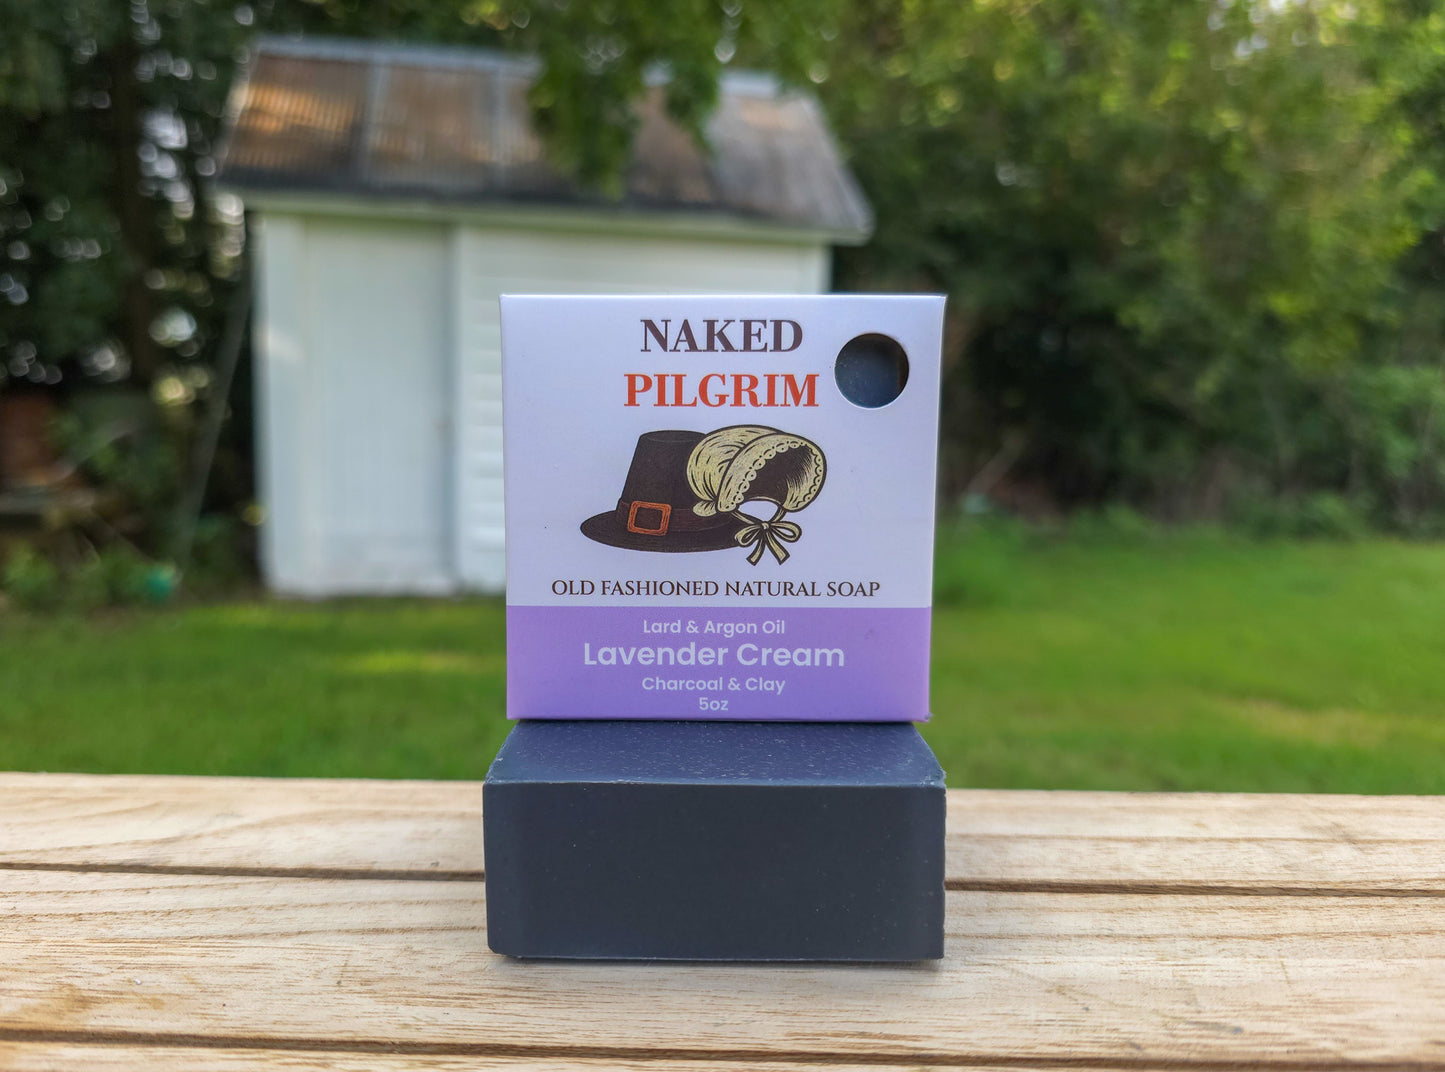 NAKED
PILGRIM
OLD FASHIONED NATURAL SOAP
Lard & Argon Oil
Lavender Cream
Charcoal & Clay
5oz